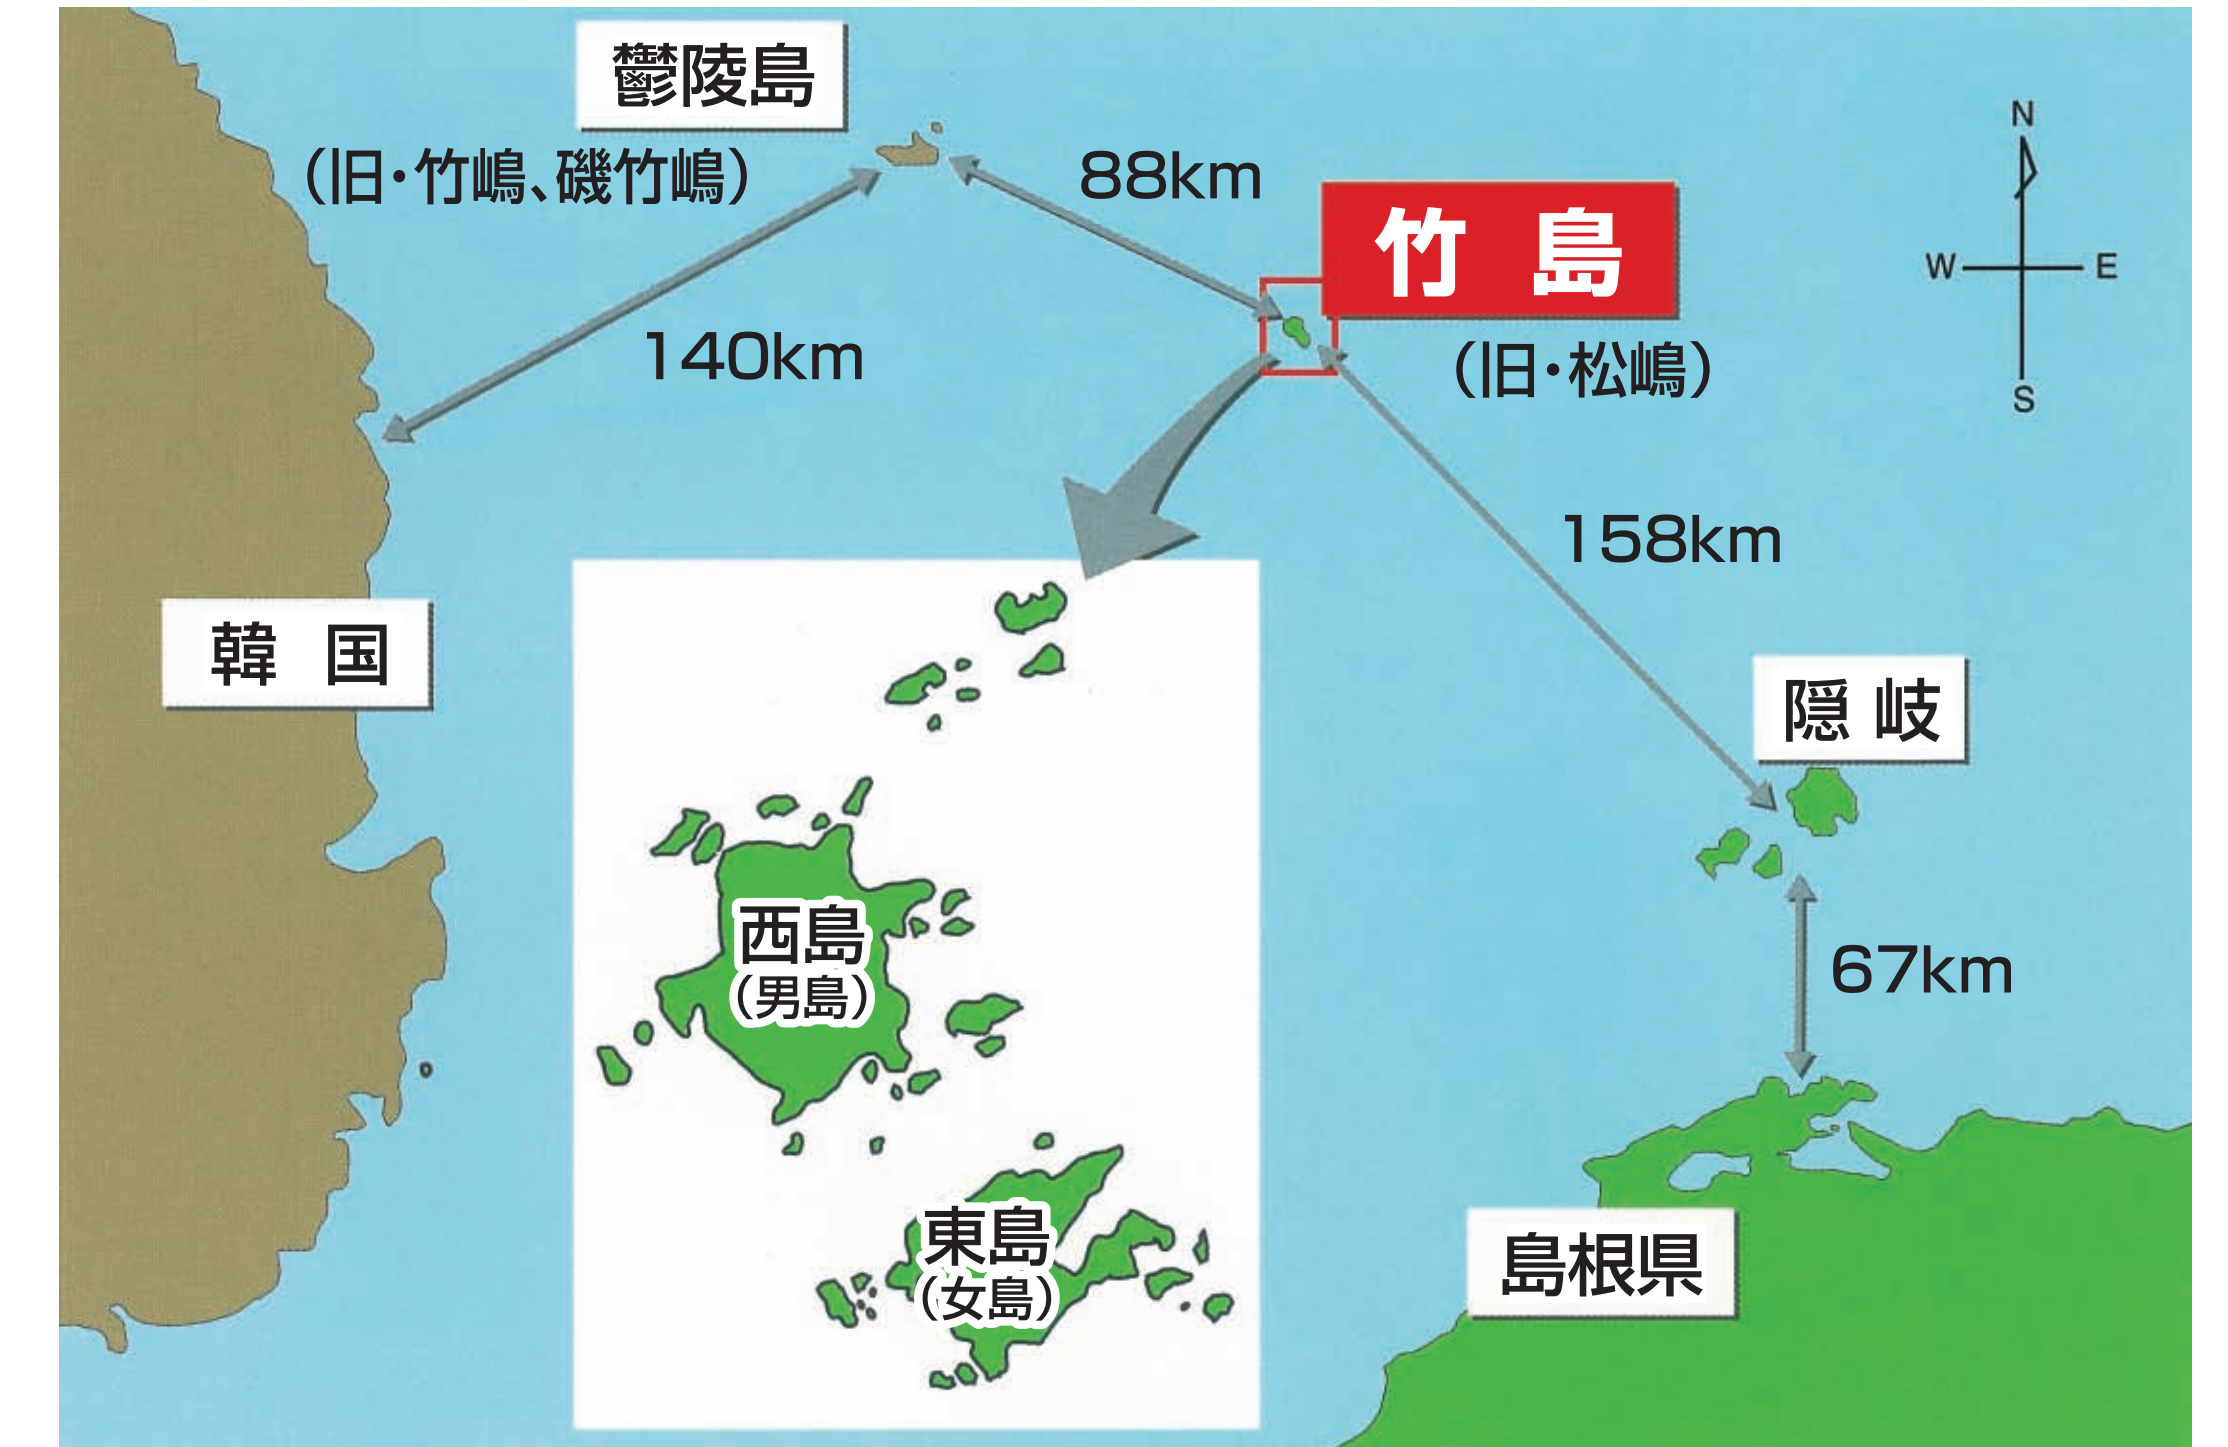 鬱陵島
（旧・竹嶋、磯竹嶋）
88km
竹 島
（旧・松嶋）
140km
N
W E
S
158km
韓 国
隠 岐
67km
西島
（男島）
東島
（女島）
島根県